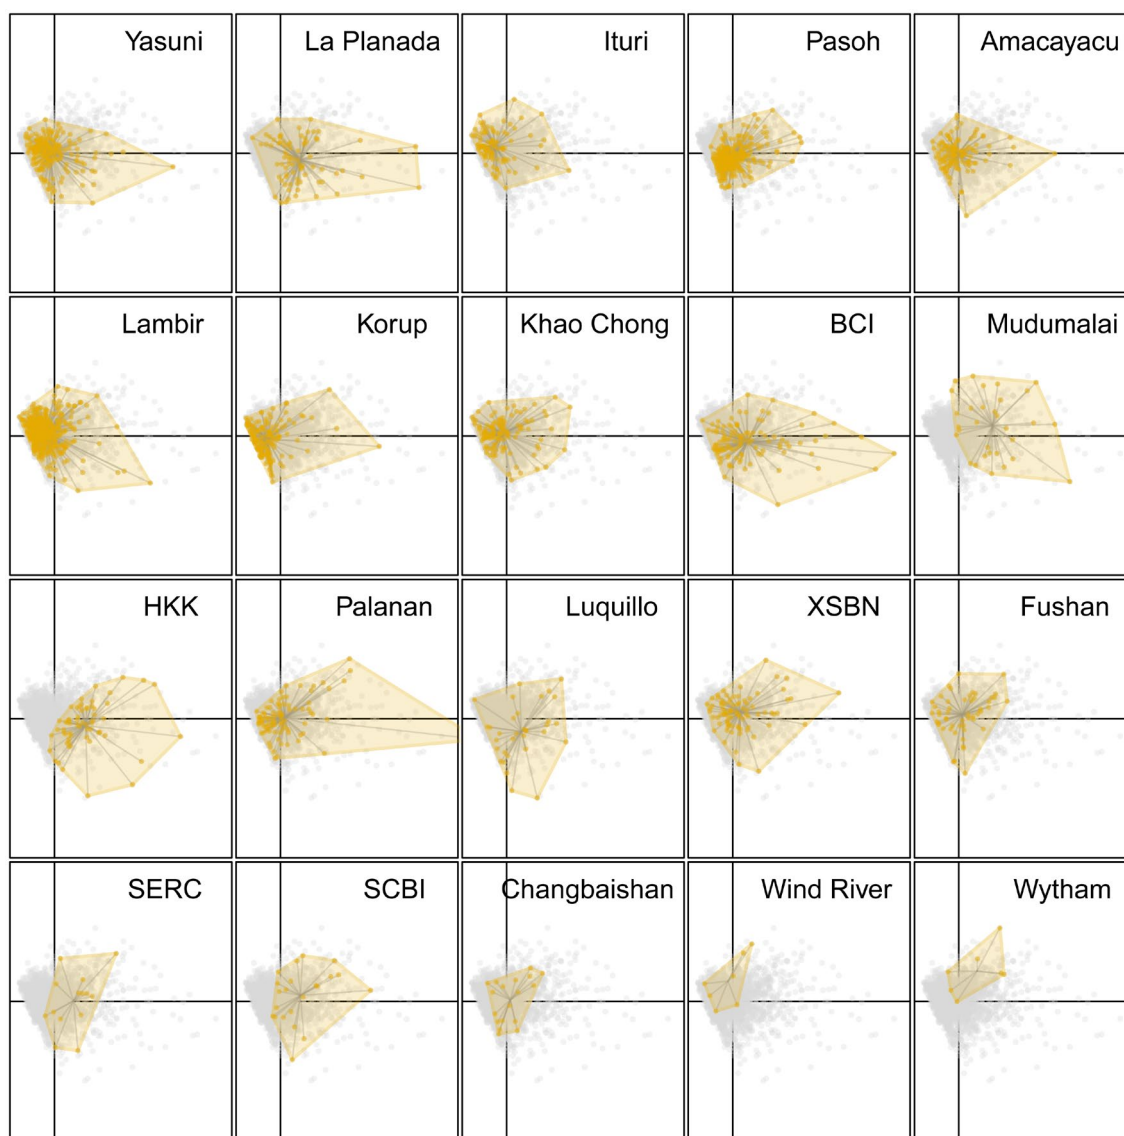 Yasuni
La Planada
Ituri
Pasoh
Amacayacu
Lambir
Korup
Khao Chong
BCI
Mudumalai
HKK
Palanan
Luquillo
XSBN
Fushan
SERC
SCBI
Changbaishan
Wind River
Wytham